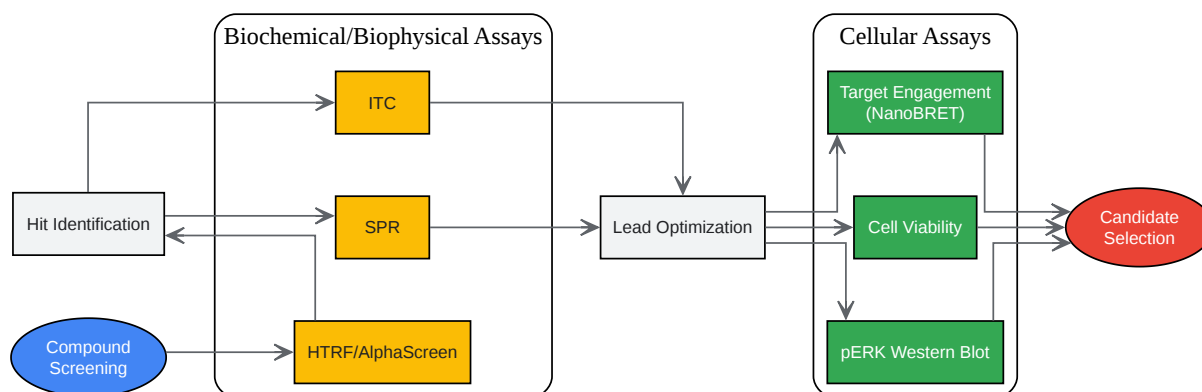 Biochemical/Biophysical Assays
Cellular Assays
ITC
Target Engagement
(NanoBRET)
Hit Identification
SPR
Lead Optimization
Cell Viability
Candidate
Selection
Compound
Screening
HTRF/AlphaScreen
pERK Western Blot